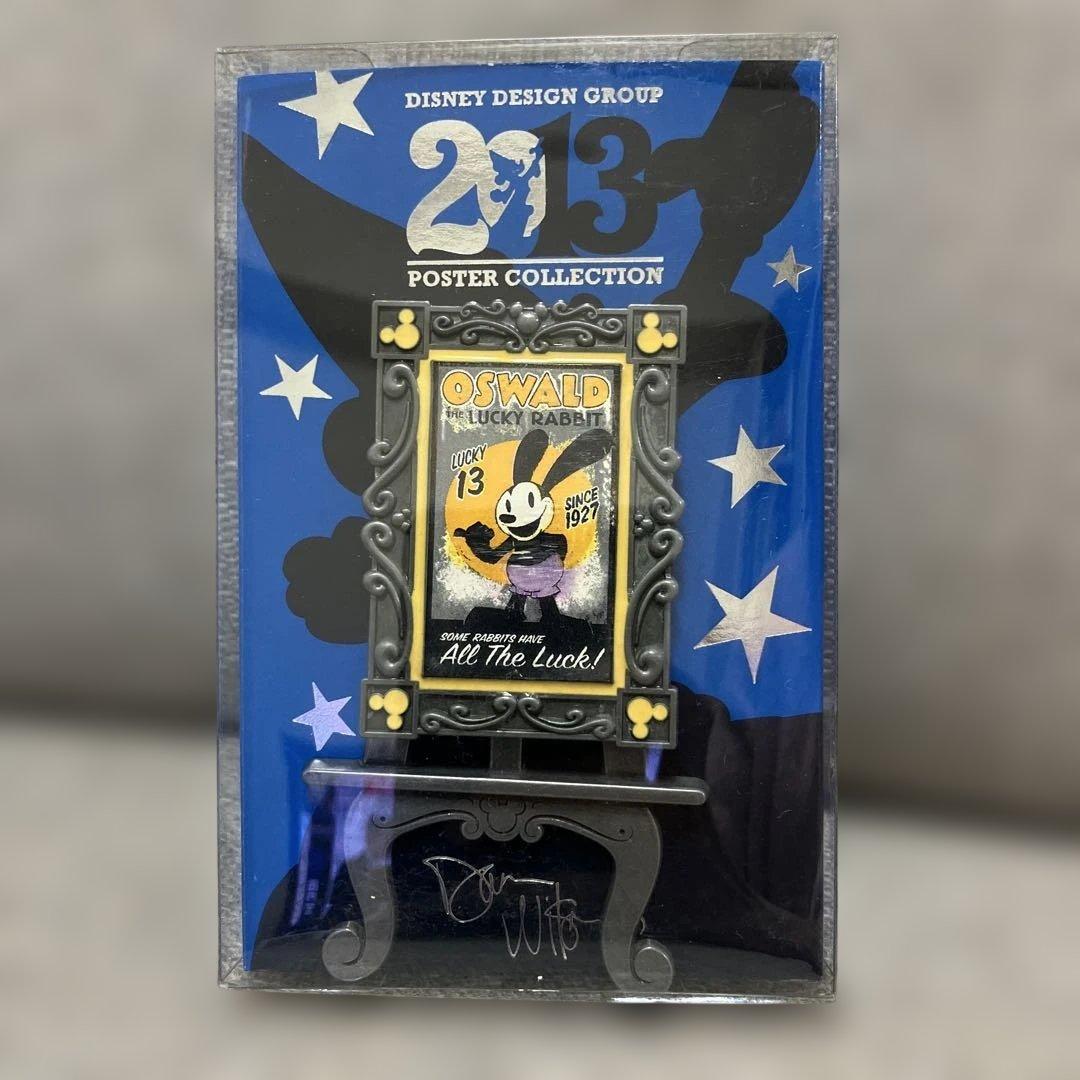 DISNEY DESIGN GROUP
2013
POSTER COLLECTION
OSWALD
THE LUCKY RABBIT
LUCKY
13
SINCE
1927
SOME RABBITS HAVE
All The Luck!